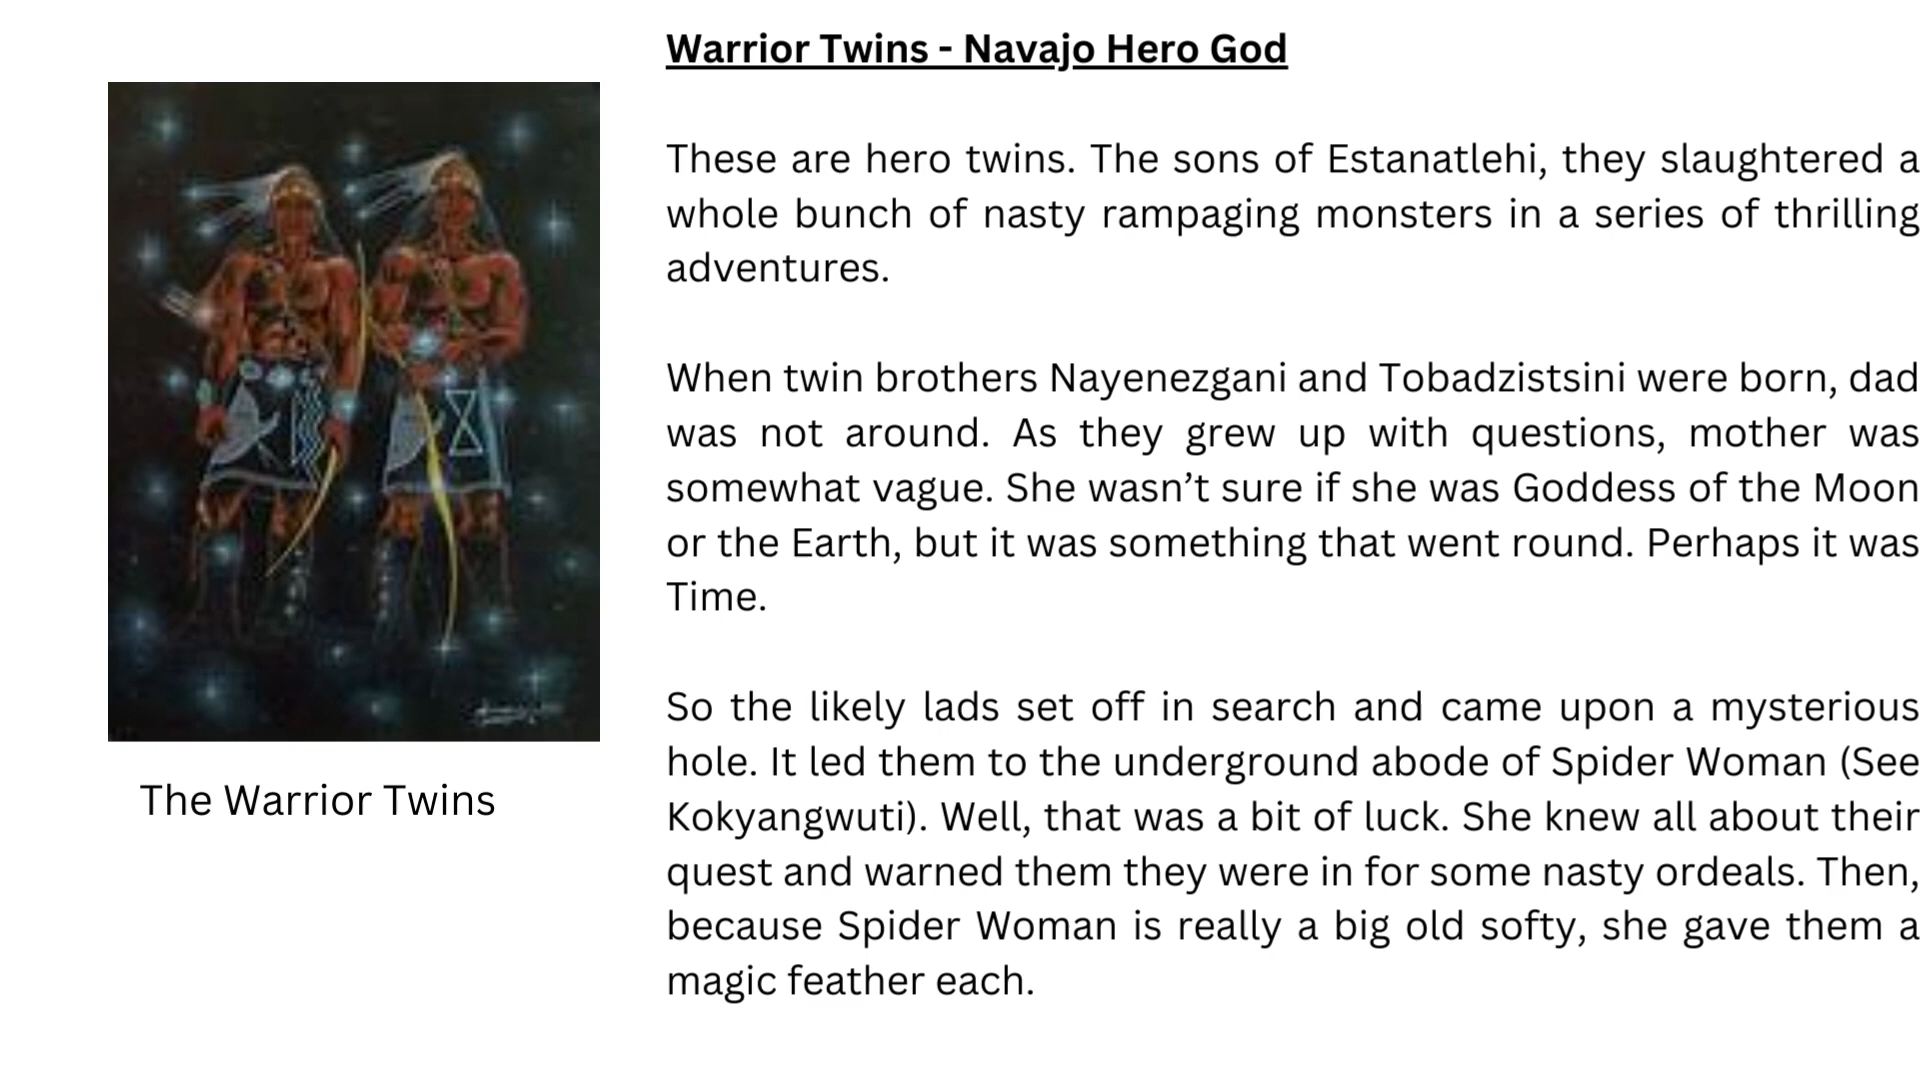 Warrior Twins - Navajo Hero God
These are hero twins. The sons of Estanatlehi, they slaughtered a
whole bunch of nasty rampaging monsters in a series of thrilling
adventures.
When twin brothers Nayenezgani and Tobadzistsini were born, dad
was not around. As they grew up with questions, mother was
somewhat vague. She wasn’t sure if she was Goddess of the Moon
or the Earth, but it was something that went round. Perhaps it was
Time.
So the likely lads set off in search and came upon a mysterious
hole. It led them to the underground abode of Spider Woman (See
Kokyangwuti). Well, that was a bit of luck. She knew all about their
quest and warned them they were in for some nasty ordeals. Then,
because Spider Woman is really a big old softy, she gave them a
magic feather each.
The Warrior Twins